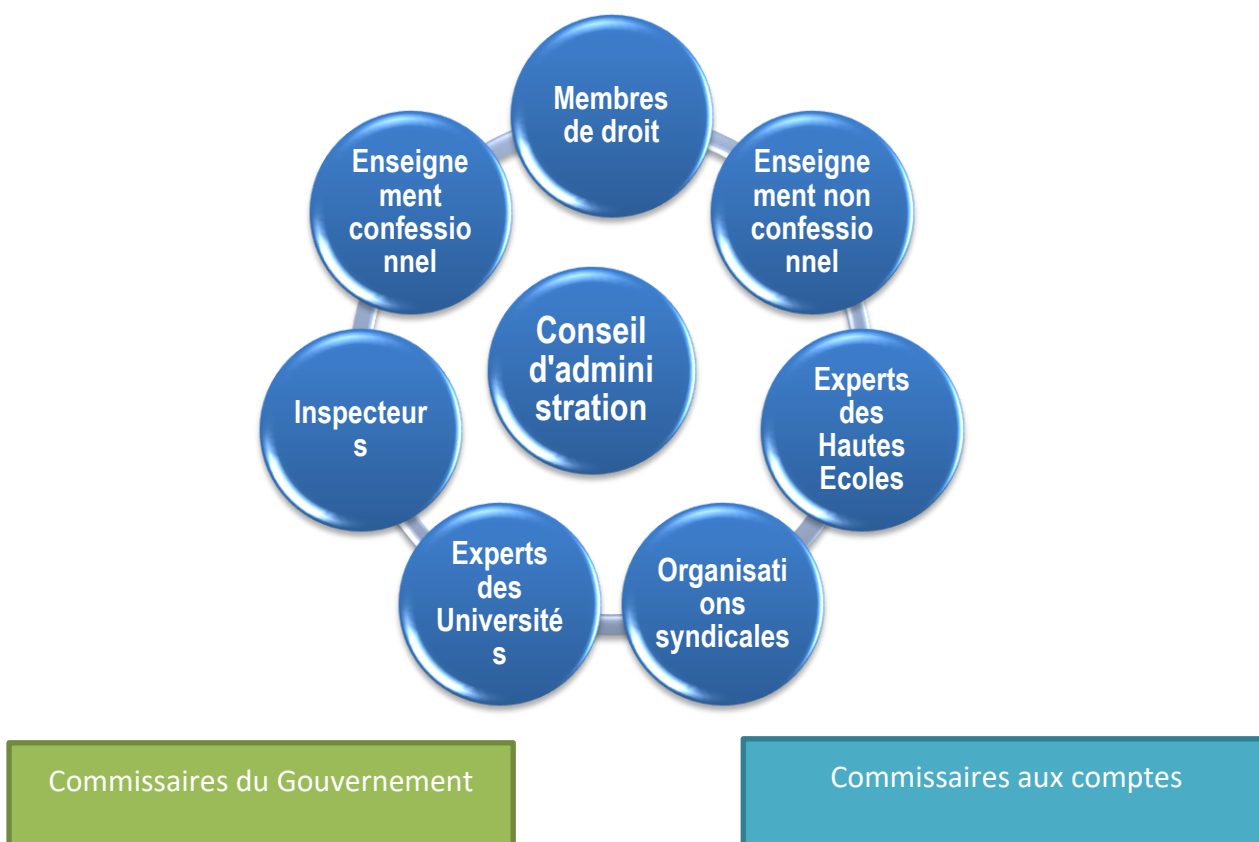 Membres
de droit
Enseigne
ment non
confessio
nnel
Experts
des
Hautes
Ecoles
Organisati
ons
syndicales
Experts
des
Université
s
Inspecteur
s
Enseigne
ment
confessio
nnel
Conseil
d'admini
stration
Commissaires du Gouvernement
Commissaires aux comptes